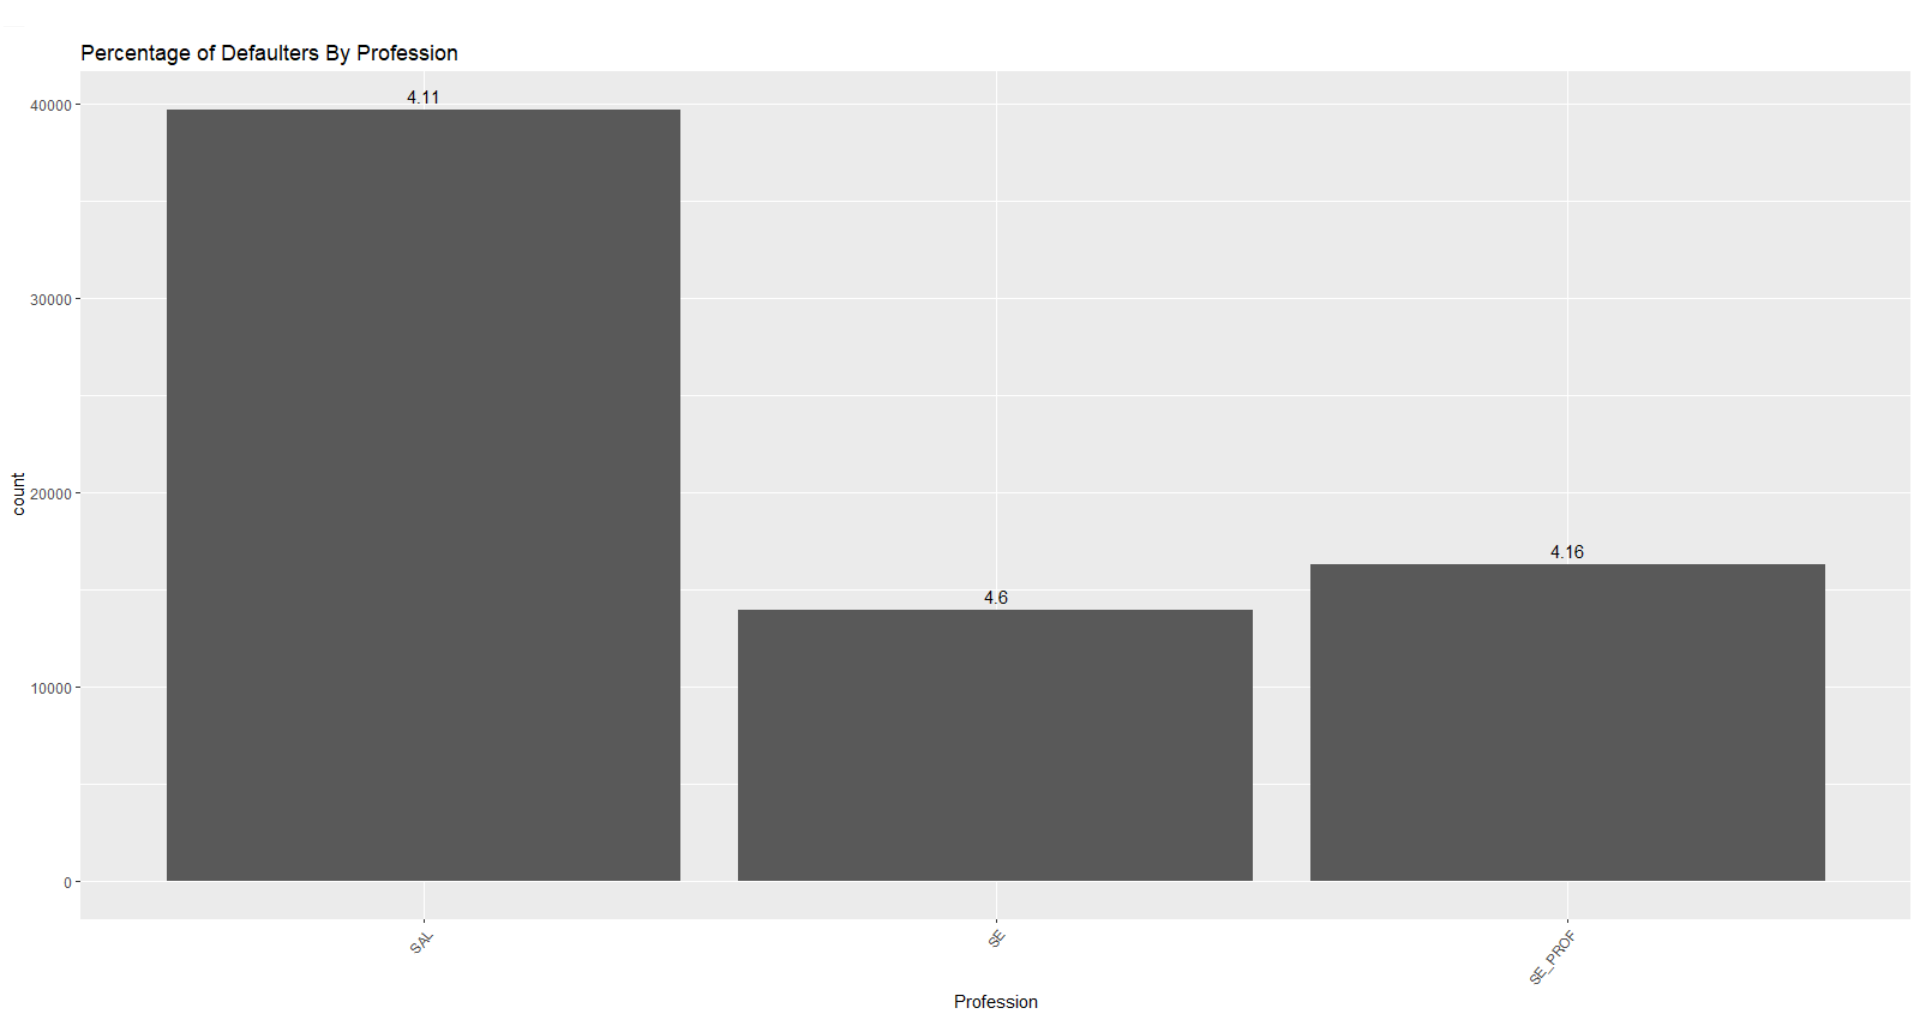 Percentage of Defaulters By Profession
4.11
40000
30000
count
20000
4.16
4.6
10000
0
SAL
SE
SE_PROF
Profession